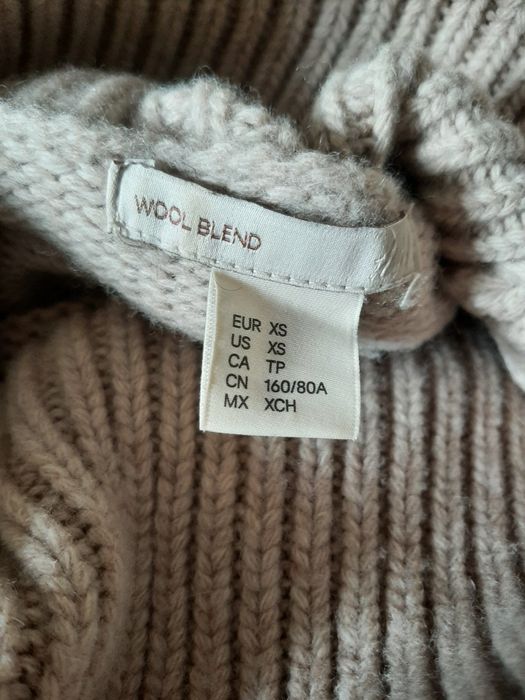 WOOL BLEND
EUR XS
US XS
CA TP
CN 160/80A
MX XCH